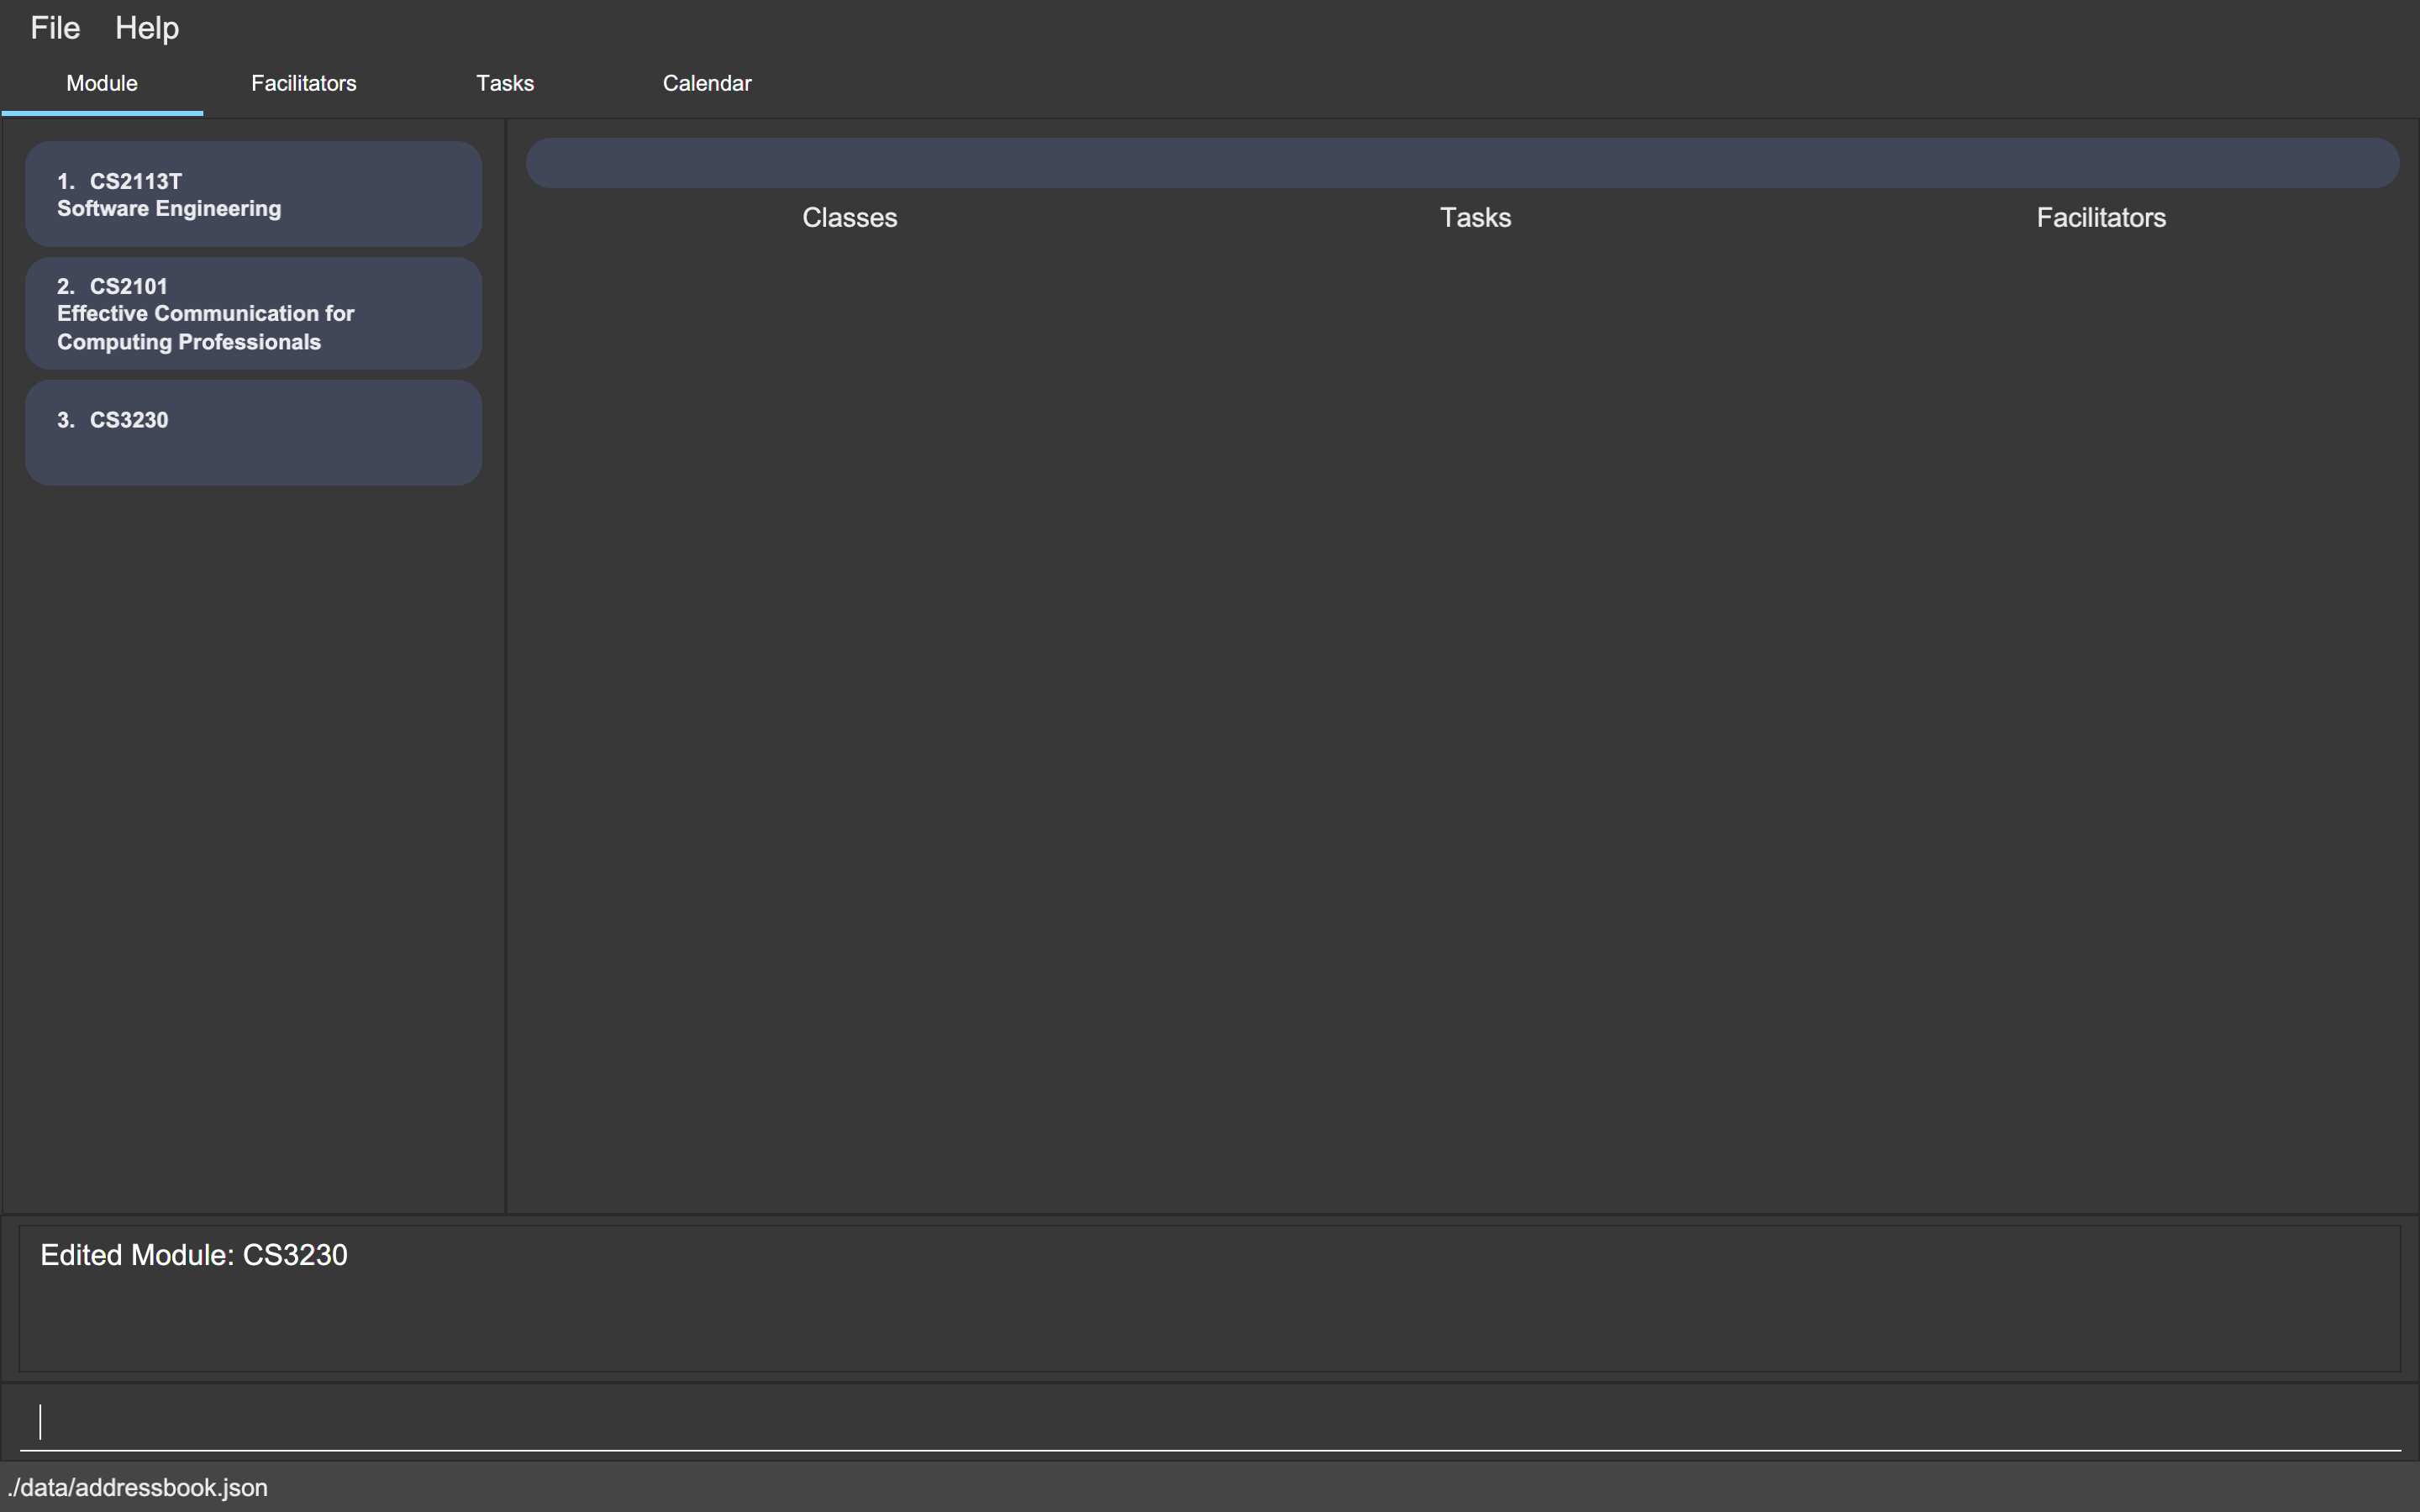 File Help
Module Facilitators Tasks Calendar
1. CS2113T
Software Engineering
2. CS2101
Effective Communication for
Computing Professionals
3. CS3230
Classes Tasks Facilitators
Edited Module: CS3230
./data/addressbook.json